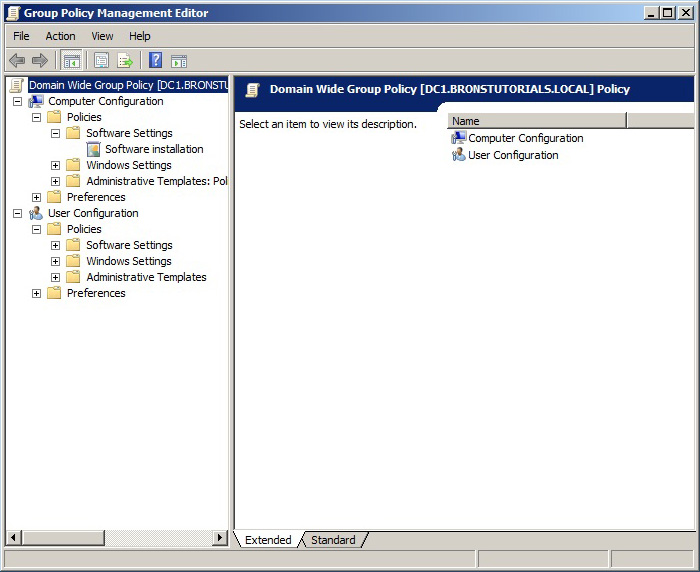 Group Policy Management Editor
File Action View Help
Domain Wide Group Policy [DC1.BRONSTU
Computer Configuration
Policies
Software Settings
Software installation
Windows Settings
Administrative Templates: Pol
Preferences
User Configuration
Policies
Software Settings
Windows Settings
Administrative Templates
Preferences
Domain Wide Group Policy [DC1.BRONSTUTORIALS.LOCAL] Policy
Select an item to view its description.
Name
Computer Configuration
User Configuration
Extended Standard